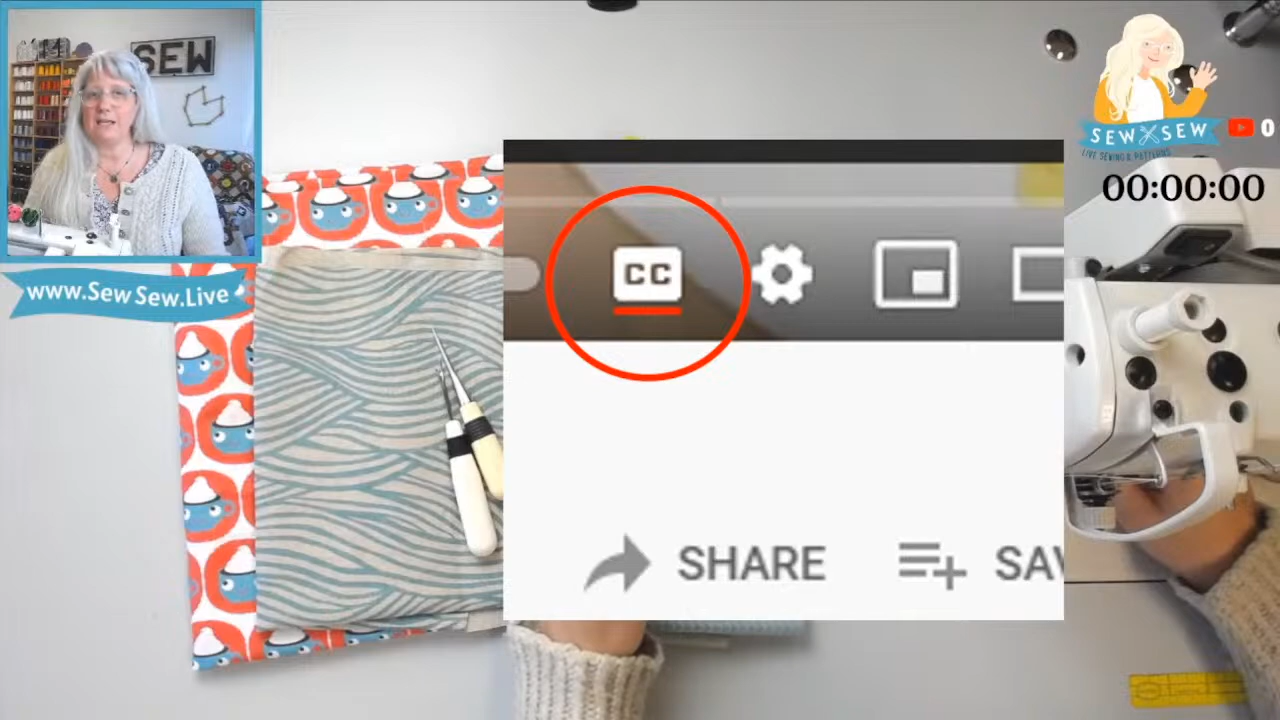 SEW
SEW SEW
LIVE SEWING & PATTERNS
0
00:00:00
www.SewSew.Live
CC
SHARE
SAV